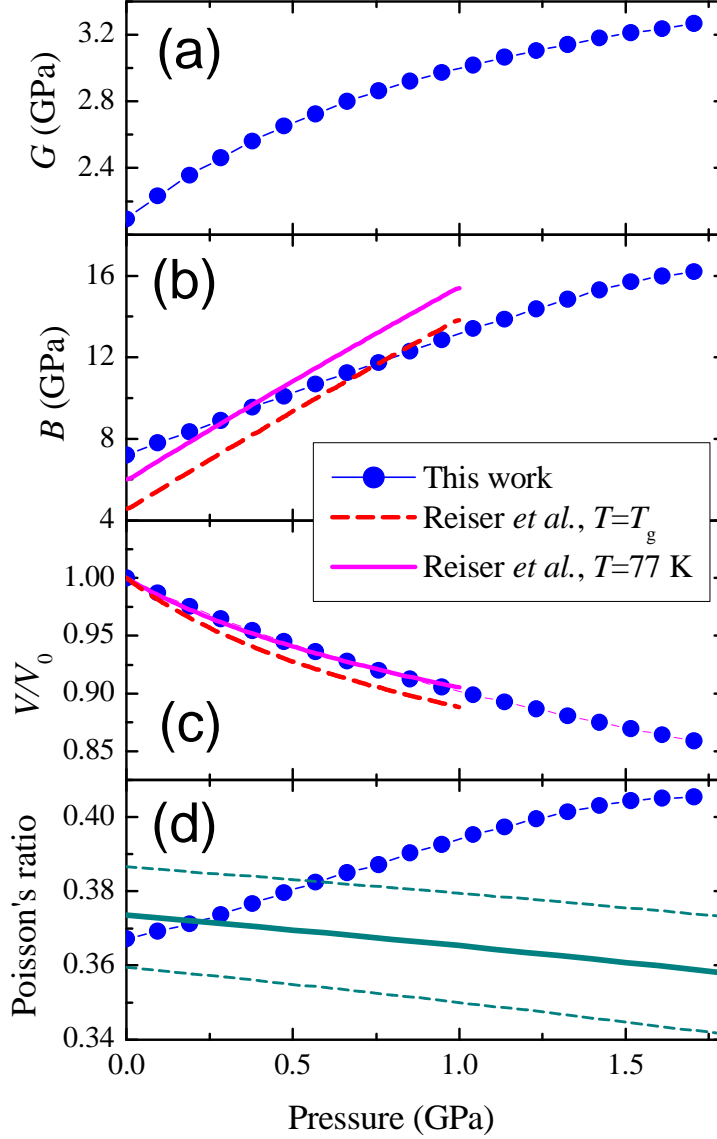 (a)
G (GPa)
3.2
2.8
2.4
(b)
B (GPa)
16
12
8
4
This work
Reiser et al., T=Tg
Reiser et al., T=77 K
(c)
V/V0
1.00
0.95
0.90
0.85
(d)
Poisson's ratio
0.40
0.38
0.36
0.34
0.0
0.5
1.0
1.5
Pressure (GPa)